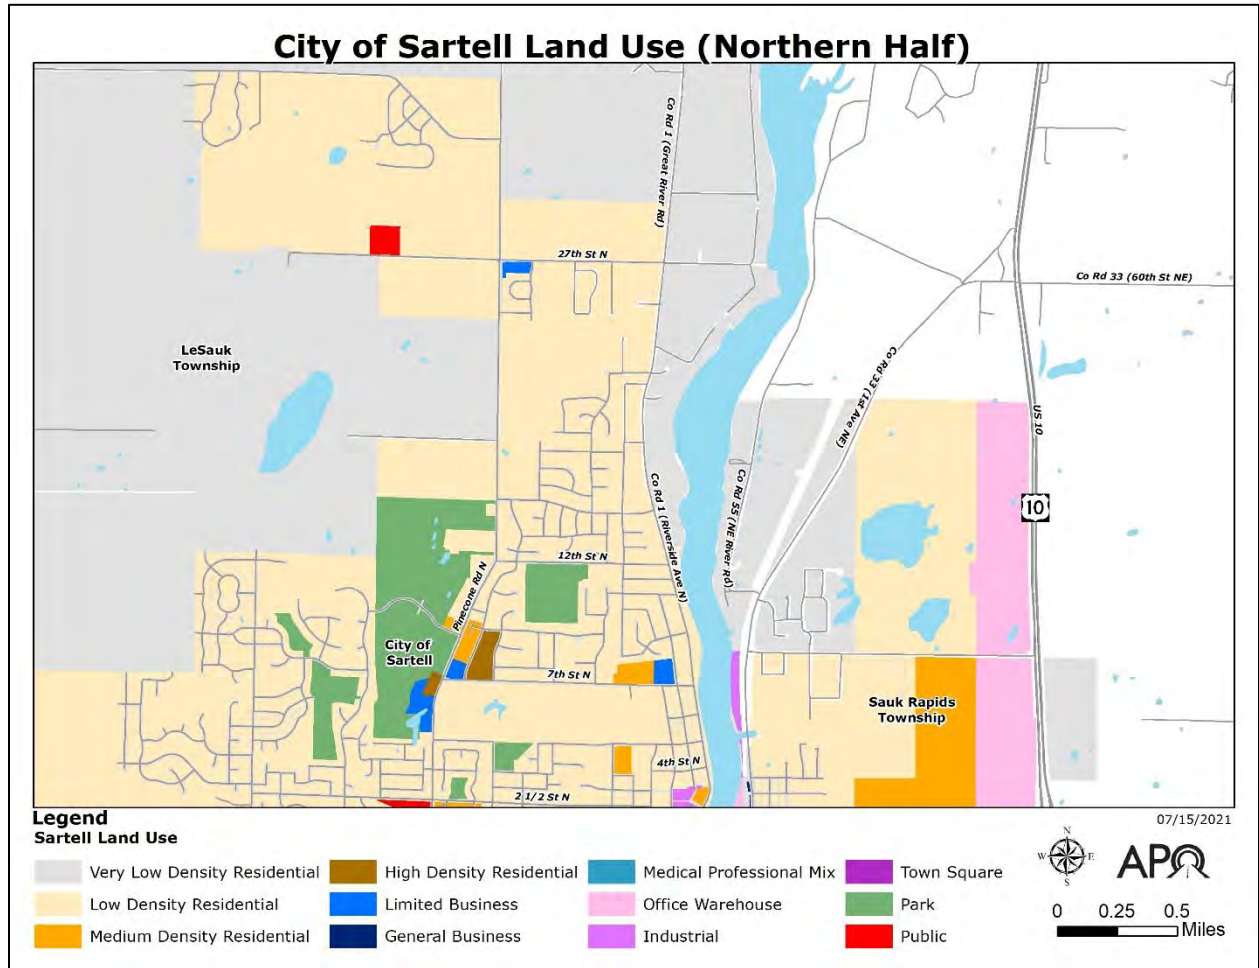 City of Sartell Land Use (Northern Half)
Co Rd 1 (Great River Rd)
27th St N
Co Rd 33 (60th St NE)
LeSauk
Township
Co Rd 33 (1st Ave NE)
US 10
10
Co Rd 1 (Riverside Ave N)
Co Rd 55 (NE River Rd)
12th St N
Pinecone Rd N
City of
Sartell
7th St N
Sauk Rapids
Township
4th St N
2 1/2 St N
Legend
07/15/2021
Sartell Land Use
Very Low Density Residential
High Density Residential
Medical Professional Mix
Town Square
Low Density Residential
Limited Business
Office Warehouse
Park
Medium Density Residential
General Business
Industrial
Public
N
W
E
S
APO
0 0.25 0.5
Miles